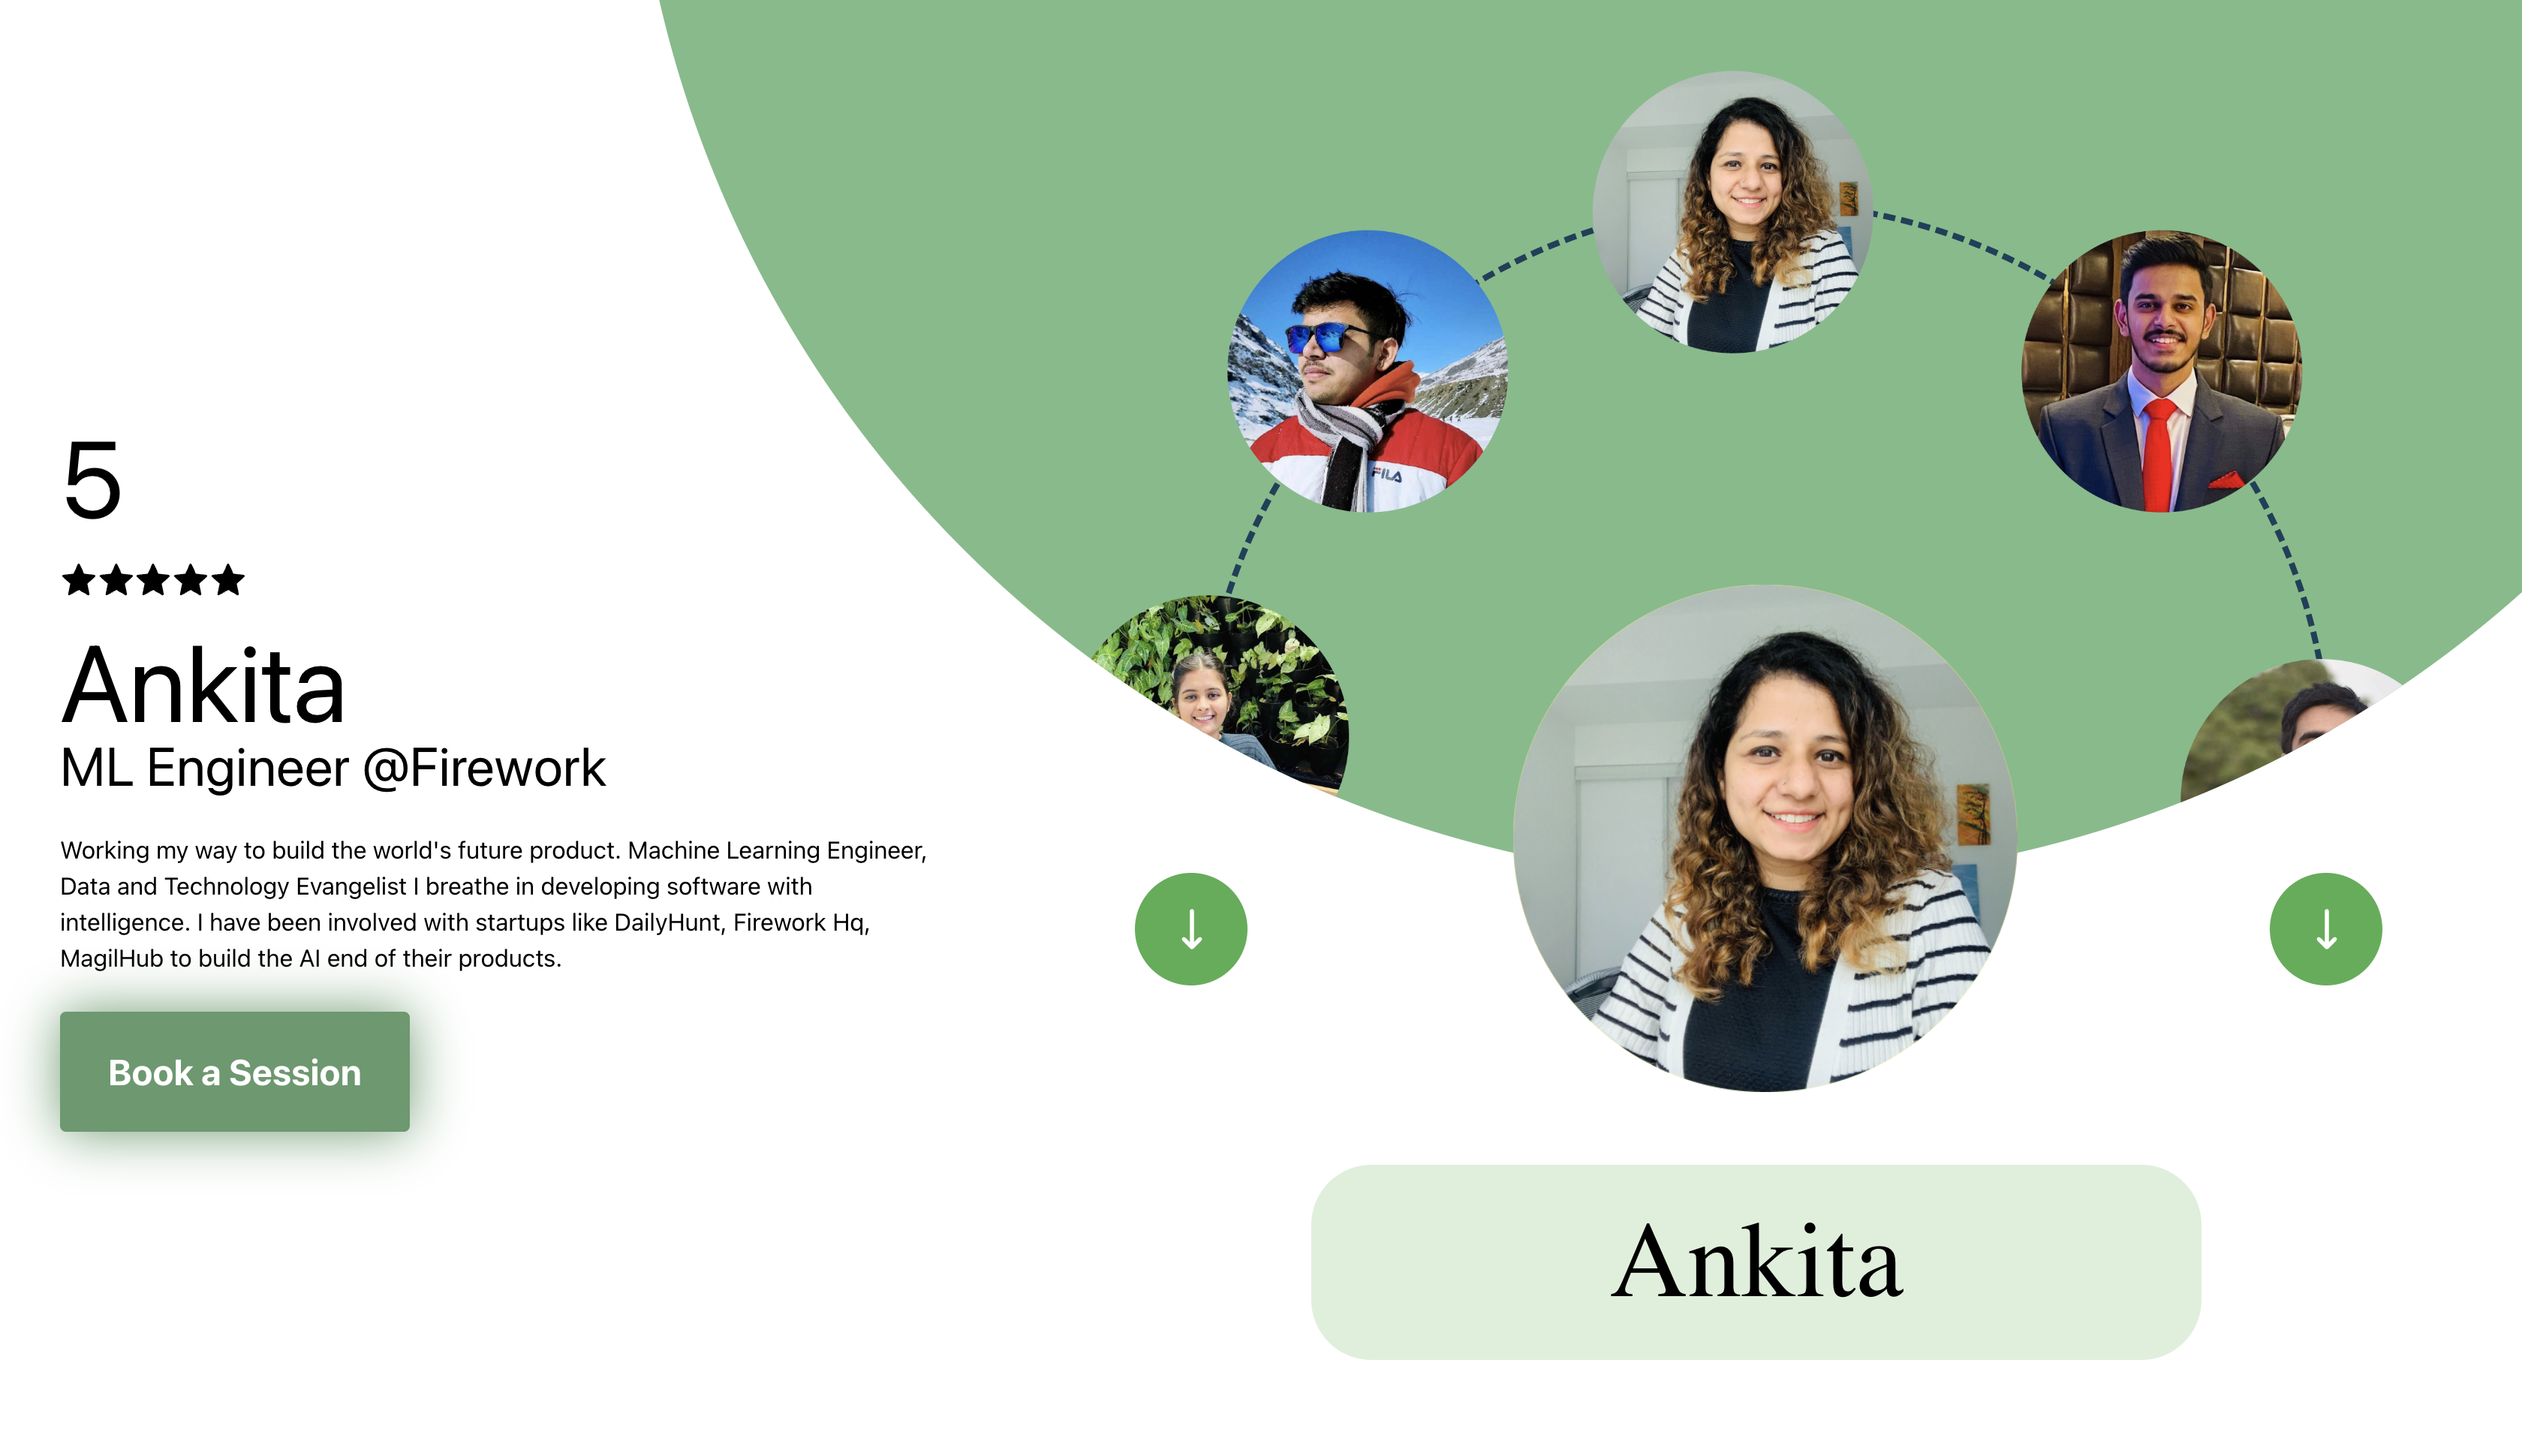 5
Ankita
ML Engineer @Firework
Working my way to build the world's future product. Machine Learning Engineer,
Data and Technology Evangelist I breathe in developing software with
intelligence. I have been involved with startups like DailyHunt, Firework Hq,
MagilHub to build the AI end of their products.
Book a Session
FILA
Ankita